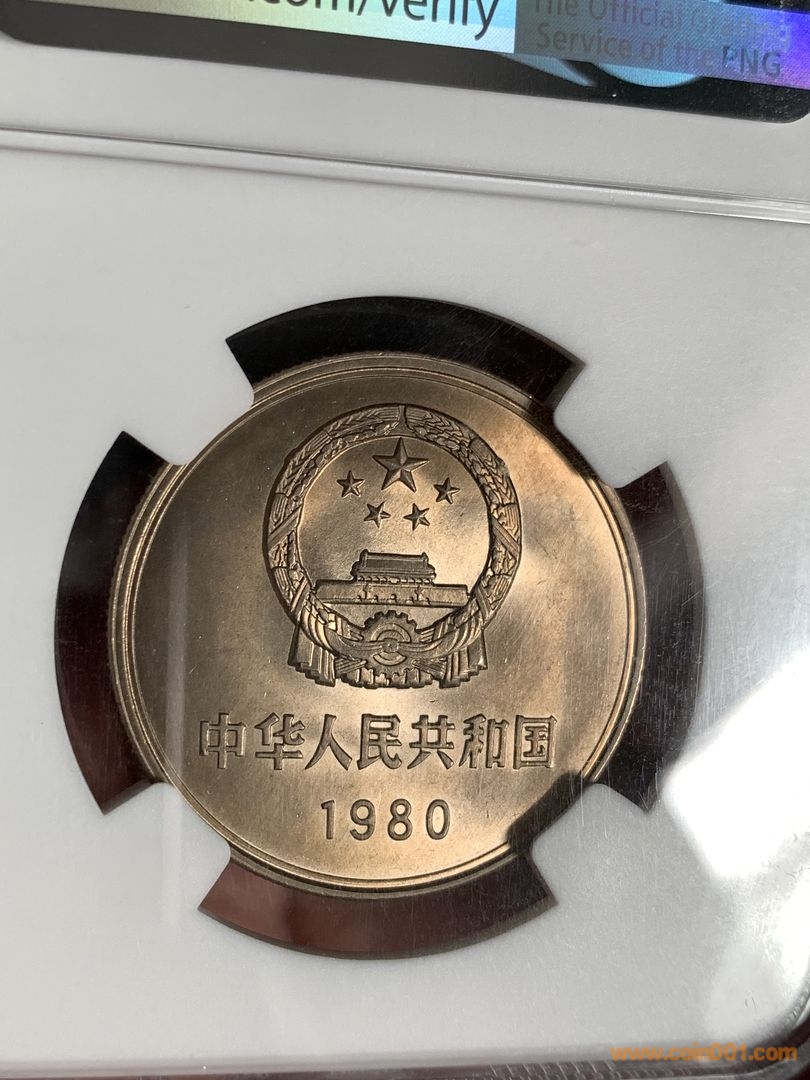 .com/verify
The Official Grading
Service of the PNG
中华人民共和国
1980
www.coin001.com